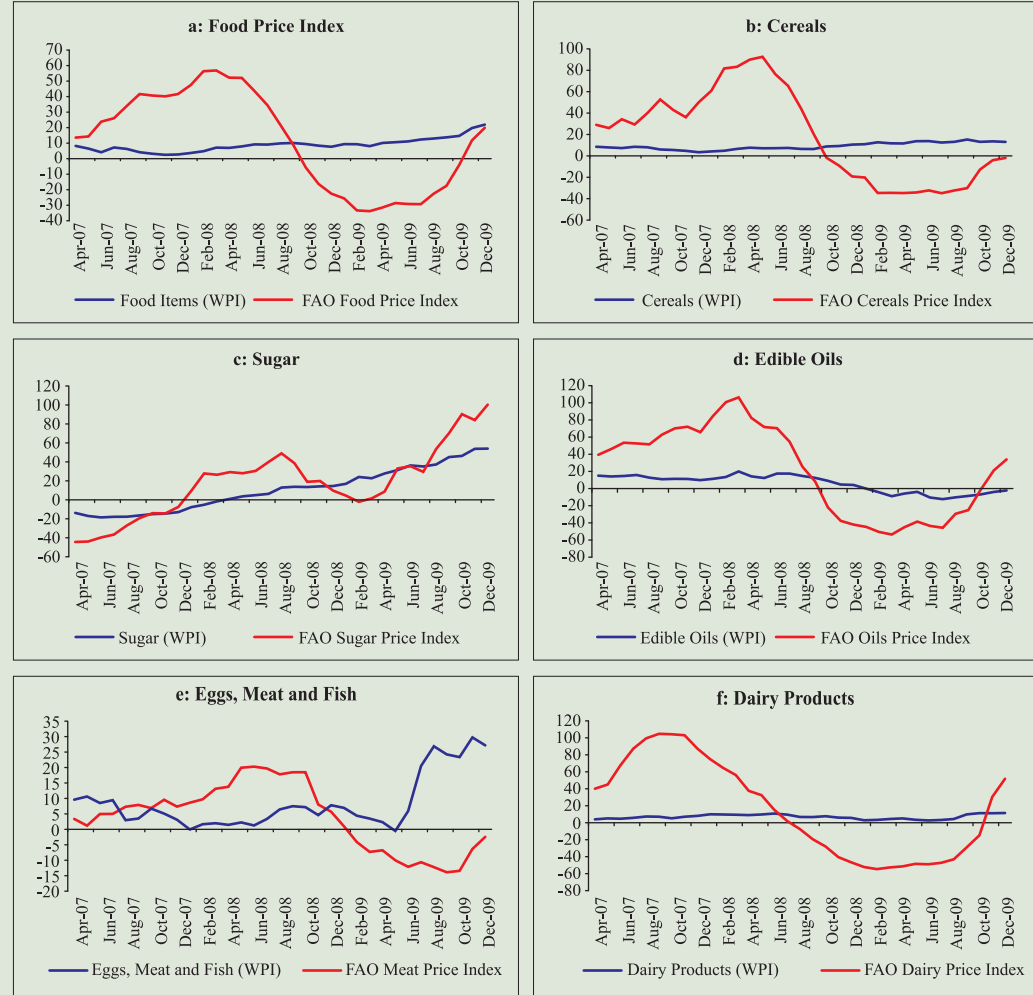 a: Food Price Index
70
60
50
40
30
20
10
0
-10
-20
-30
-40
Apr-07
Jun-07
Aug-07
Oct-07
Dec-07
Feb-08
Apr-08
Jun-08
Aug-08
Oct-08
Dec-08
Feb-09
Apr-09
Jun-09
Aug-09
Oct-09
Dec-09
Food Items (WPI) FAO Food Price Index
b: Cereals
100
80
60
40
20
0
-20
-40
-60
Apr-07
Jun-07
Aug-07
Oct-07
Dec-07
Feb-08
Apr-08
Jun-08
Aug-08
Oct-08
Dec-08
Feb-09
Apr-09
Jun-09
Aug-09
Oct-09
Dec-09
Cereals (WPI) FAO Cereals Price Index
c: Sugar
120
100
80
60
40
20
0
-20
-40
-60
Apr-07
Jun-07
Aug-07
Oct-07
Dec-07
Feb-08
Apr-08
Jun-08
Aug-08
Oct-08
Dec-08
Feb-09
Apr-09
Jun-09
Aug-09
Oct-09
Dec-09
Sugar (WPI) FAO Sugar Price Index
d: Edible Oils
120
100
80
60
40
20
0
-20
-40
-60
-80
Apr-07
Jun-07
Aug-07
Oct-07
Dec-07
Feb-08
Apr-08
Jun-08
Aug-08
Oct-08
Dec-08
Feb-09
Apr-09
Jun-09
Aug-09
Oct-09
Dec-09
Edible Oils (WPI) FAO Oils Price Index
e: Eggs, Meat and Fish
35
30
25
20
15
10
5
0
-5
-10
-15
-20
Apr-07
Jun-07
Aug-07
Oct-07
Dec-07
Feb-08
Apr-08
Jun-08
Aug-08
Oct-08
Dec-08
Feb-09
Apr-09
Jun-09
Aug-09
Oct-09
Dec-09
Eggs, Meat and Fish (WPI) FAO Meat Price Index
f: Dairy Products
120
100
80
60
40
20
0
-20
-40
-60
-80
Apr-07
Jun-07
Aug-07
Oct-07
Dec-07
Feb-08
Apr-08
Jun-08
Aug-08
Oct-08
Dec-08
Feb-09
Apr-09
Jun-09
Aug-09
Oct-09
Dec-09
Dairy Products (WPI) FAO Dairy Price Index